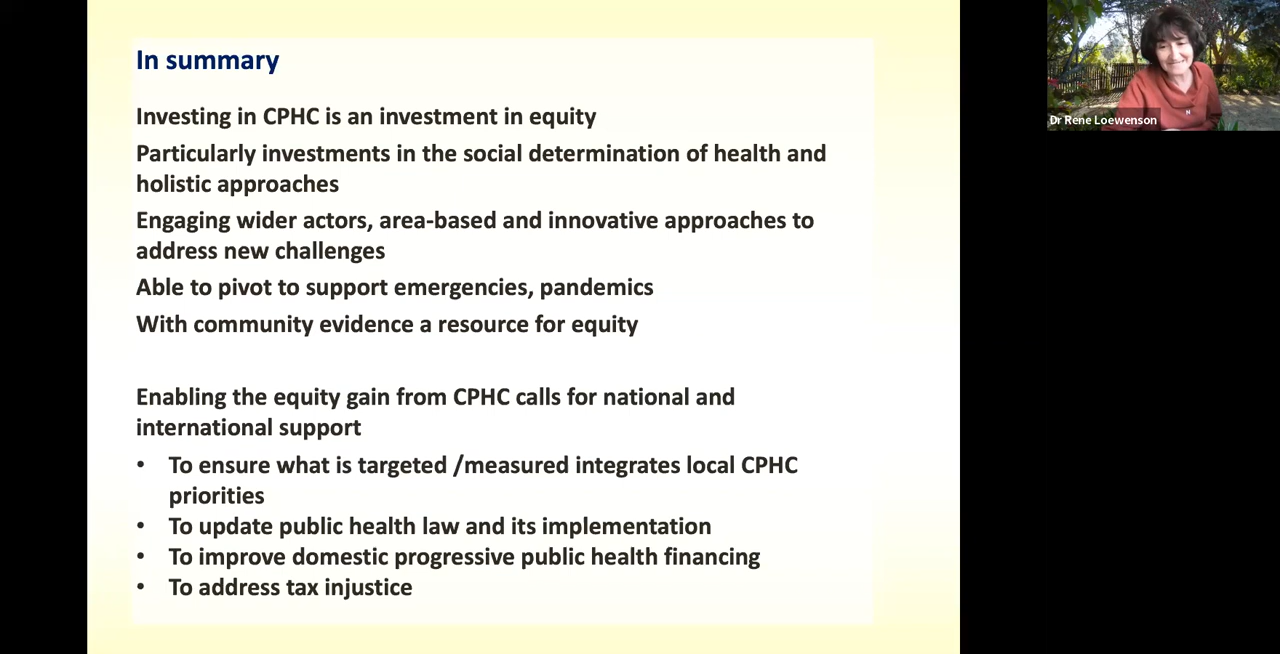 In summary
Investing in CPHC is an investment in equity
Particularly investments in the social determination of health and
holistic approaches
Engaging wider actors, area-based and innovative approaches to
address new challenges
Able to pivot to support emergencies, pandemics
With community evidence a resource for equity
Enabling the equity gain from CPHC calls for national and
international support
• To ensure what is targeted /measured integrates local CPHC
priorities
• To update public health law and its implementation
• To improve domestic progressive public health financing
• To address tax injustice
Dr Rene Loewenson